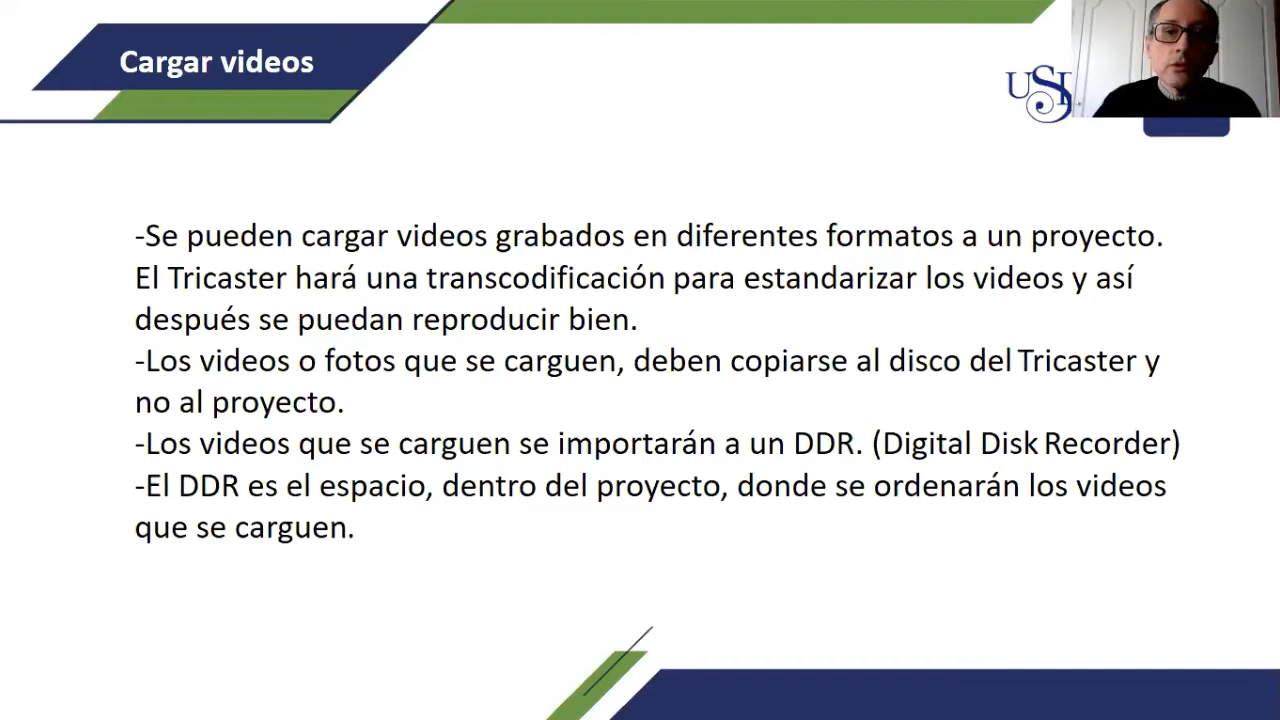 Cargar videos
USI
-Se pueden cargar videos grabados en diferentes formatos a un proyecto.
El Tricaster hará una transcodificación para estandarizar los videos y así
después se puedan reproducir bien.
-Los videos o fotos que se carguen, deben copiarse al disco del Tricaster y
no al proyecto.
-Los videos que se carguen se importarán a un DDR. (Digital Disk Recorder)
-El DDR es el espacio, dentro del proyecto, donde se ordenarán los videos
que se carguen.